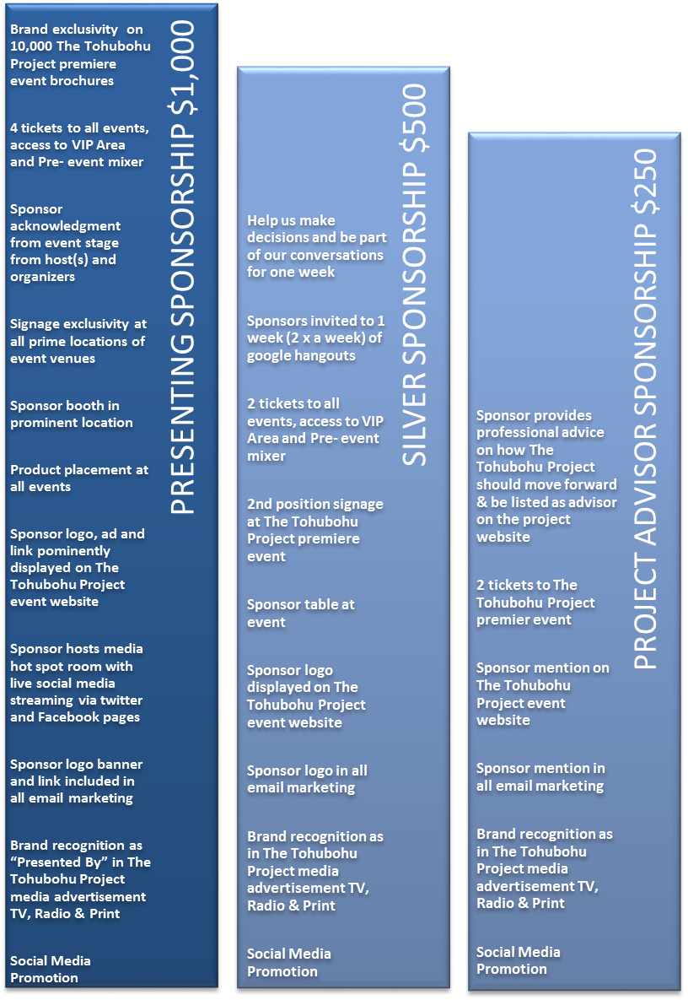 Brand exclusivity on
10,000 The Tohubohu
Project premiere
event brochures
4 tickets to all events,
access to VIP Area
and Pre- event mixer
Sponsor
acknowledgment
from event stage
from host(s) and
organizers
Signage exclusivity at
all prime locations of
event venues
Sponsor booth in
prominent location
Product placement at
all events
Sponsor logo, ad and
link pominently
displayed on The
Tohubohu Project
event website
Sponsor hosts media
hot spot room with
live social media
streaming via twitter
and Facebook pages
Sponsor logo banner
and link included in
all email marketing
Brand recognition as
“Presented By” in The
Tohubohu Project
media advertisement
TV, Radio & Print
Social Media
Promotion
PRESENTING SPONSORSHIP $1,000
Help us make
decisions and be part
of our conversations
for one week
Sponsors invited to 1
week (2 x a week) of
google hangouts
2 tickets to all
events, access to VIP
Area and Pre- event
mixer
2nd position signage
at The Tohubohu
Project premiere
event
Sponsor table at
event
Sponsor logo
displayed on The
Tohubohu Project
event website
Sponsor logo in all
email marketing
Brand recognition as
in The Tohubohu
Project media
advertisement TV,
Radio & Print
Social Media
Promotion
SILVER SPONSORSHIP $500
Sponsor provides
professional advice
on how The
Tohubohu Project
should move forward
& be listed as advisor
on the project
website
2 tickets to The
Tohubohu Project
premier event
Sponsor mention on
The Tohubohu
Project event
website
Sponsor mention in
all email marketing
Brand recognition as
in The Tohubohu
Project media
advertisement TV,
Radio & Print
Social Media
Promotion
PROJECT ADVISOR SPONSORSHIP $250